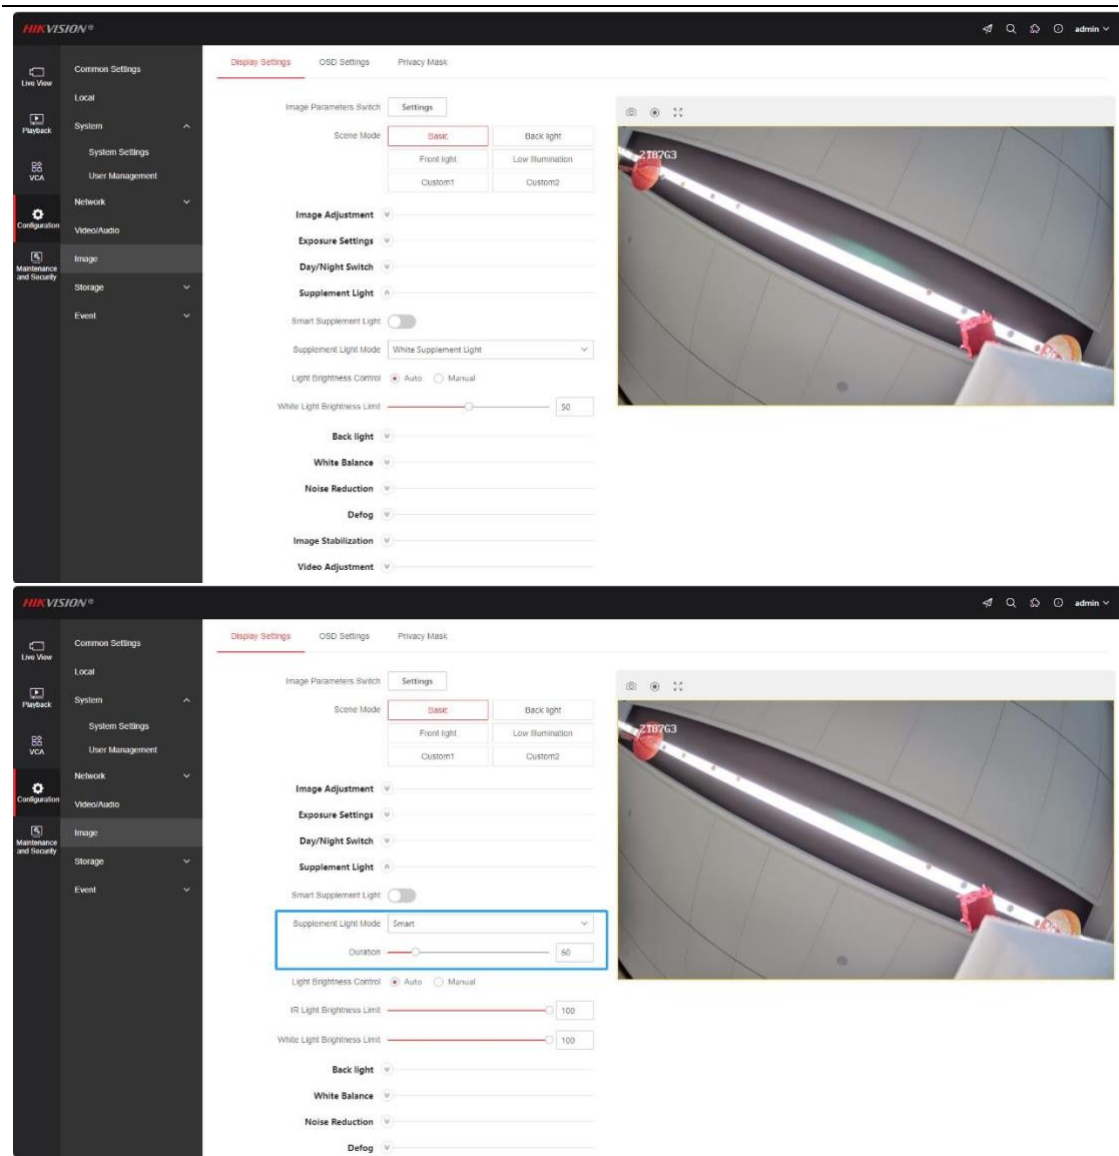 HIKVISION®
admin
Display Settings OSD Settings Privacy Mask
Live View
Playback
VCA
Configuration
Maintenance
and Security
Common Settings
Local
System
System Settings
User Management
Network
Video/Audio
Image
Storage
Event
Image Parameters Switch Settings
Scene Mode Basic Back light
Front light Low Illumination
Custom1 Custom2
Image Adjustment
Exposure Settings
Day/Night Switch
Supplement Light
Smart Supplement Light
Supplement Light Mode White Supplement Light
Light Brightness Control Auto Manual
White Light Brightness Limit 50
Back light
White Balance
Noise Reduction
Defog
Image Stabilization
Video Adjustment
2T87G3
HIKVISION®
admin
Display Settings OSD Settings Privacy Mask
Live View
Playback
VCA
Configuration
Maintenance
and Security
Common Settings
Local
System
System Settings
User Management
Network
Video/Audio
Image
Storage
Event
Image Parameters Switch Settings
Scene Mode Basic Back light
Front light Low Illumination
Custom1 Custom2
Image Adjustment
Exposure Settings
Day/Night Switch
Supplement Light
Smart Supplement Light
Supplement Light Mode Smart
Duration 60
Light Brightness Control Auto Manual
IR Light Brightness Limit 100
White Light Brightness Limit 100
Back light
White Balance
Noise Reduction
Defog
2T87G3